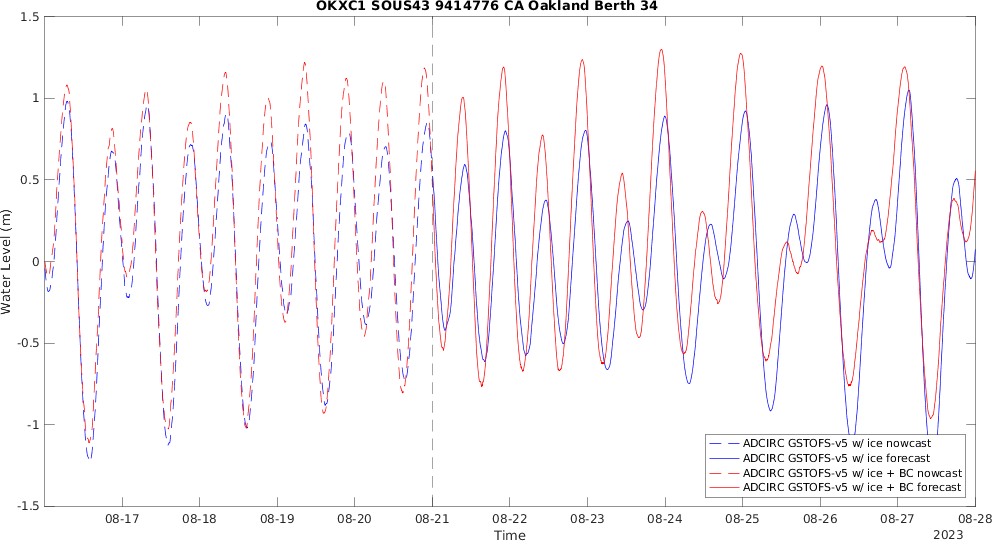 OKXC1 SOUS43 9414776 CA Oakland Berth 34
1.5
1
0.5
0
-0.5
-1
-1.5
Water Level (m)
ADCIRC GSTOFS-v5 w/ ice nowcast
ADCIRC GSTOFS-v5 w/ ice forecast
ADCIRC GSTOFS-v5 w/ ice + BC nowcast
ADCIRC GSTOFS-v5 w/ ice + BC forecast
08-17 08-18 08-19 08-20 08-21 08-22 08-23 08-24 08-25 08-26 08-27 08-28
Time
2023